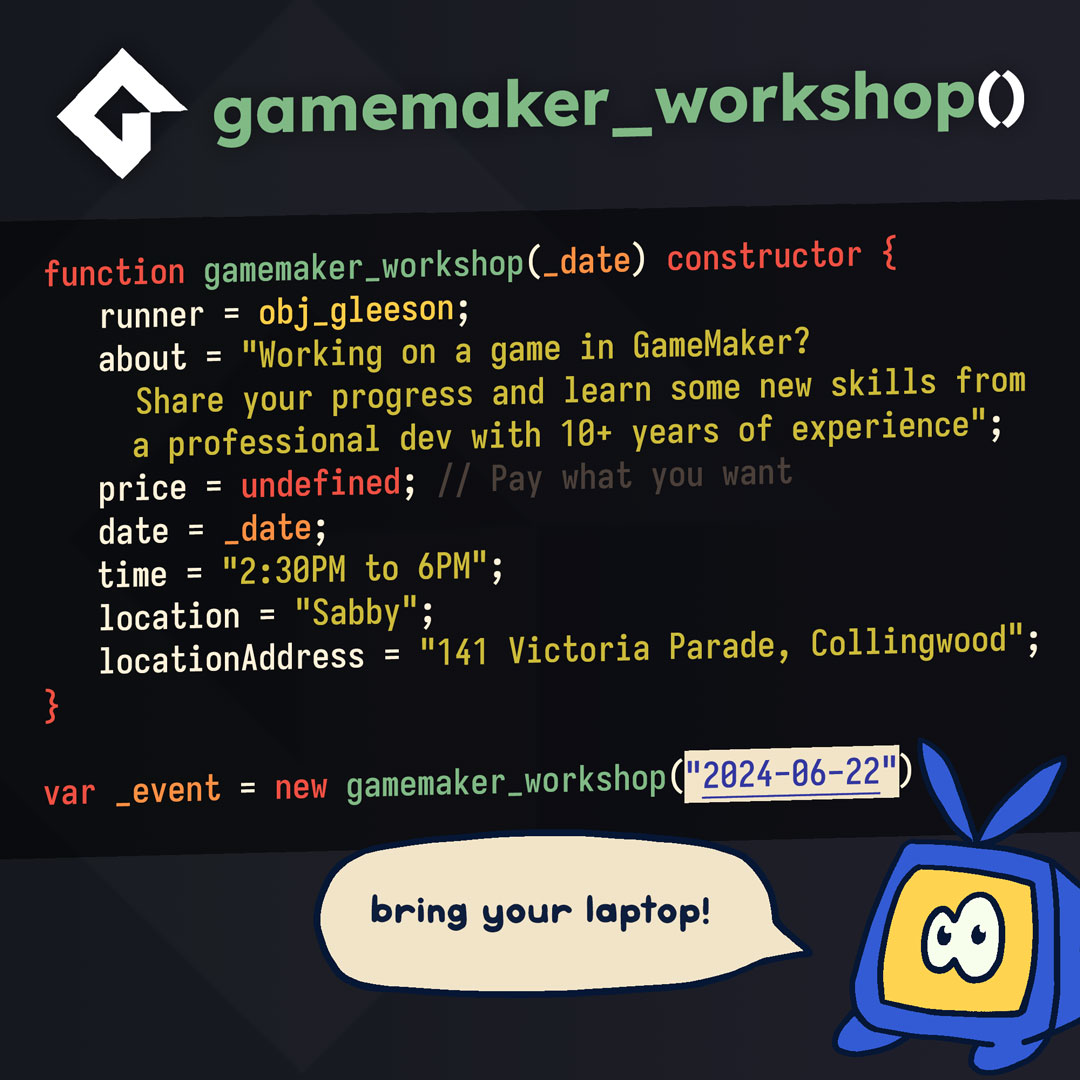 gamemaker_workshop()
function gamemaker_workshop(_date) constructor {
runner = obj_gleeson;
about = "Working on a game in GameMaker?
Share your progress and learn some new skills from
a professional dev with 10+ years of experience";
price = undefined; // Pay what you want
date = _date;
time = "2:30PM to 6PM";
location = "Sabby";
locationAddress = "141 Victoria Parade, Collingwood";
}
var _event = new gamemaker_workshop("2024-06-22")
bring your laptop!